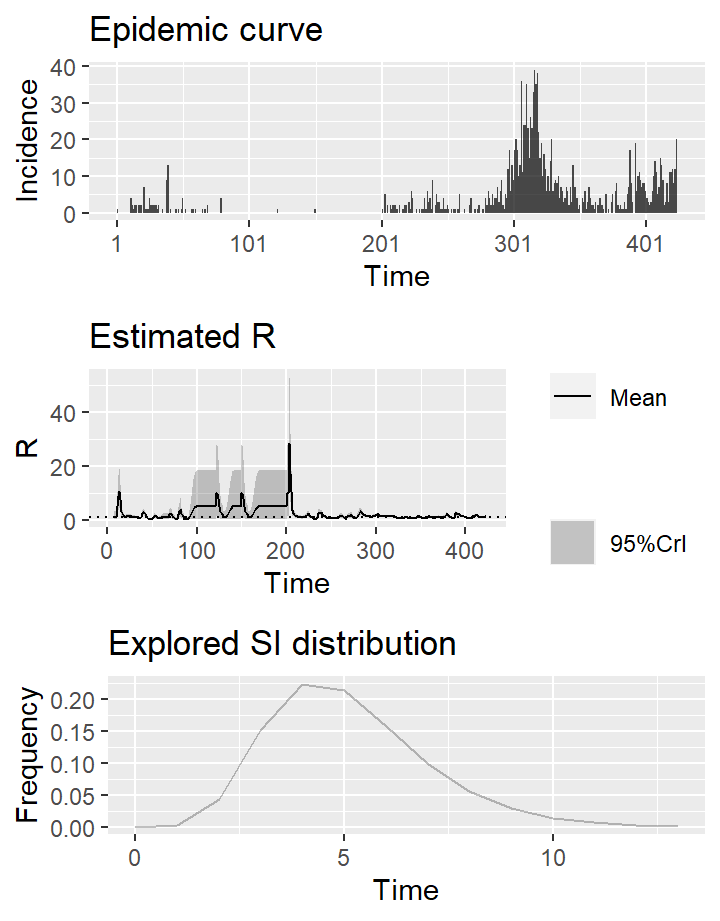 Epidemic curve
40
30
20
10
0
Incidence
1 101 201 301 401
Time
Estimated R
40
20
0
R
0 100 200 300 400
Time
Mean
95%CrI
Explored SI distribution
0.20
0.15
0.10
0.05
0.00
Frequency
0 5 10
Time